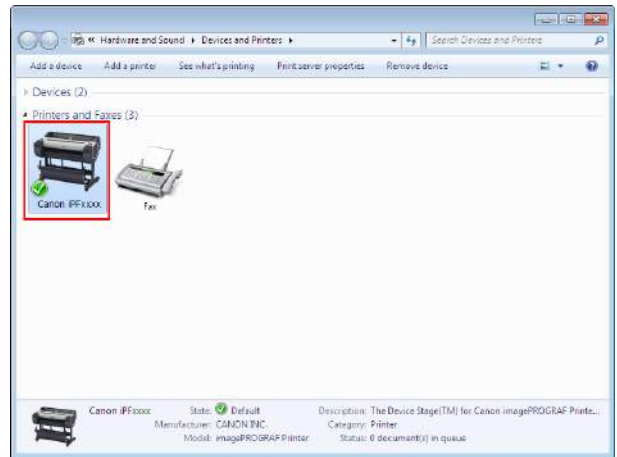 « Hardware and Sound ▸ Devices and Printers ▸ Search Devices and Printers
Add a device Add a printer See what's printing Print server properties Remove device
Devices (2)
Printers and Faxes (3)
Canon iPFxxxx Fax
Canon iPFxxxx State: Default Description: The Device Stage(TM) for Canon imagePROGRAF Printe...
Manufacturer: CANON INC. Category: Printer
Model: imagePROGRAF Printer Status: 0 document(s) in queue